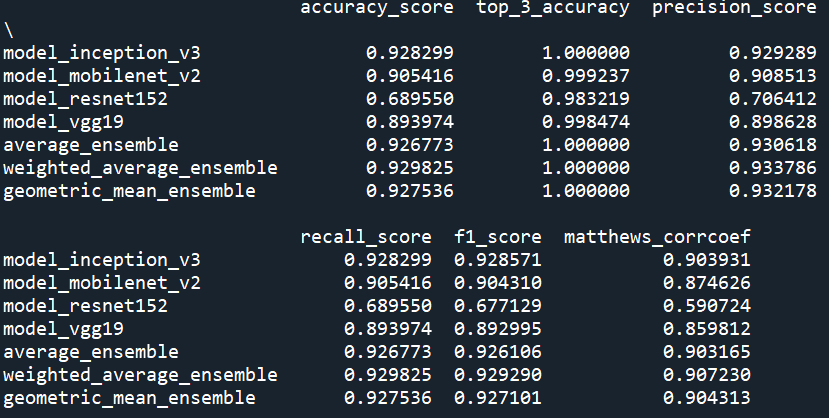 accuracy_score top_3_accuracy precision_score
\
model_inception_v3 0.928299 1.000000 0.929289
model_mobilenet_v2 0.905416 0.999237 0.908513
model_resnet152 0.689550 0.983219 0.706412
model_vgg19 0.893974 0.998474 0.898628
average_ensemble 0.926773 1.000000 0.930618
weighted_average_ensemble 0.929825 1.000000 0.933786
geometric_mean_ensemble 0.927536 1.000000 0.932178
recall_score f1_score matthews_corrcoef
model_inception_v3 0.928299 0.928571 0.903931
model_mobilenet_v2 0.905416 0.904310 0.874626
model_resnet152 0.689550 0.677129 0.590724
model_vgg19 0.893974 0.892995 0.859812
average_ensemble 0.926773 0.926106 0.903165
weighted_average_ensemble 0.929825 0.929290 0.907230
geometric_mean_ensemble 0.927536 0.927101 0.904313